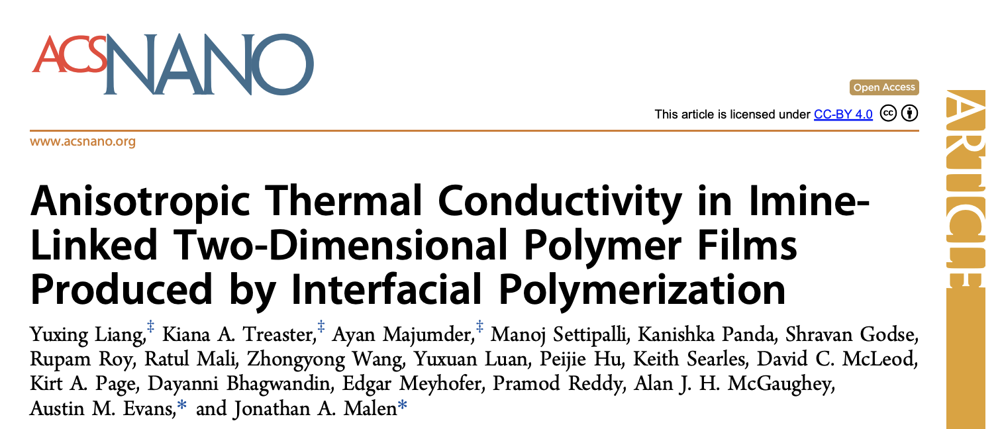 ACSNANO
Open Access
This article is licensed under CC-BY 4.0
cc
www.acsnano.org
ARTICLE
Anisotropic Thermal Conductivity in Imine-
Linked Two-Dimensional Polymer Films
Produced by Interfacial Polymerization
Yuxing Liang,‡ Kiana A. Treaster,‡ Ayan Majumder,‡ Manoj Settipalli, Kanishka Panda, Shravan Godse,
Rupam Roy, Ratul Mali, Zhongyong Wang, Yuxuan Luan, Peijie Hu, Keith Searles, David C. McLeod,
Kirt A. Page, Dayanni Bhagwandin, Edgar Meyhofer, Pramod Reddy, Alan J. H. McGaughey,
Austin M. Evans,* and Jonathan A. Malen*